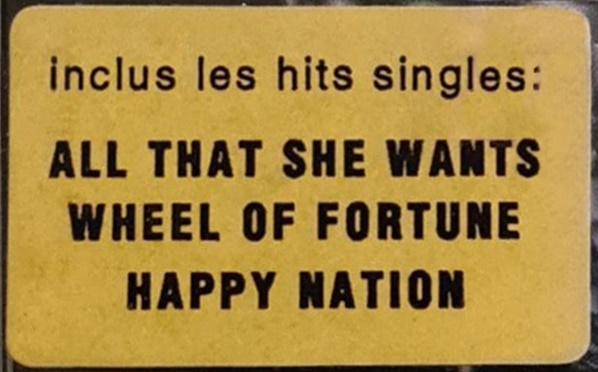 inclus les hits singles:
ALL THAT SHE WANTS
WHEEL OF FORTUNE
HAPPY NATION